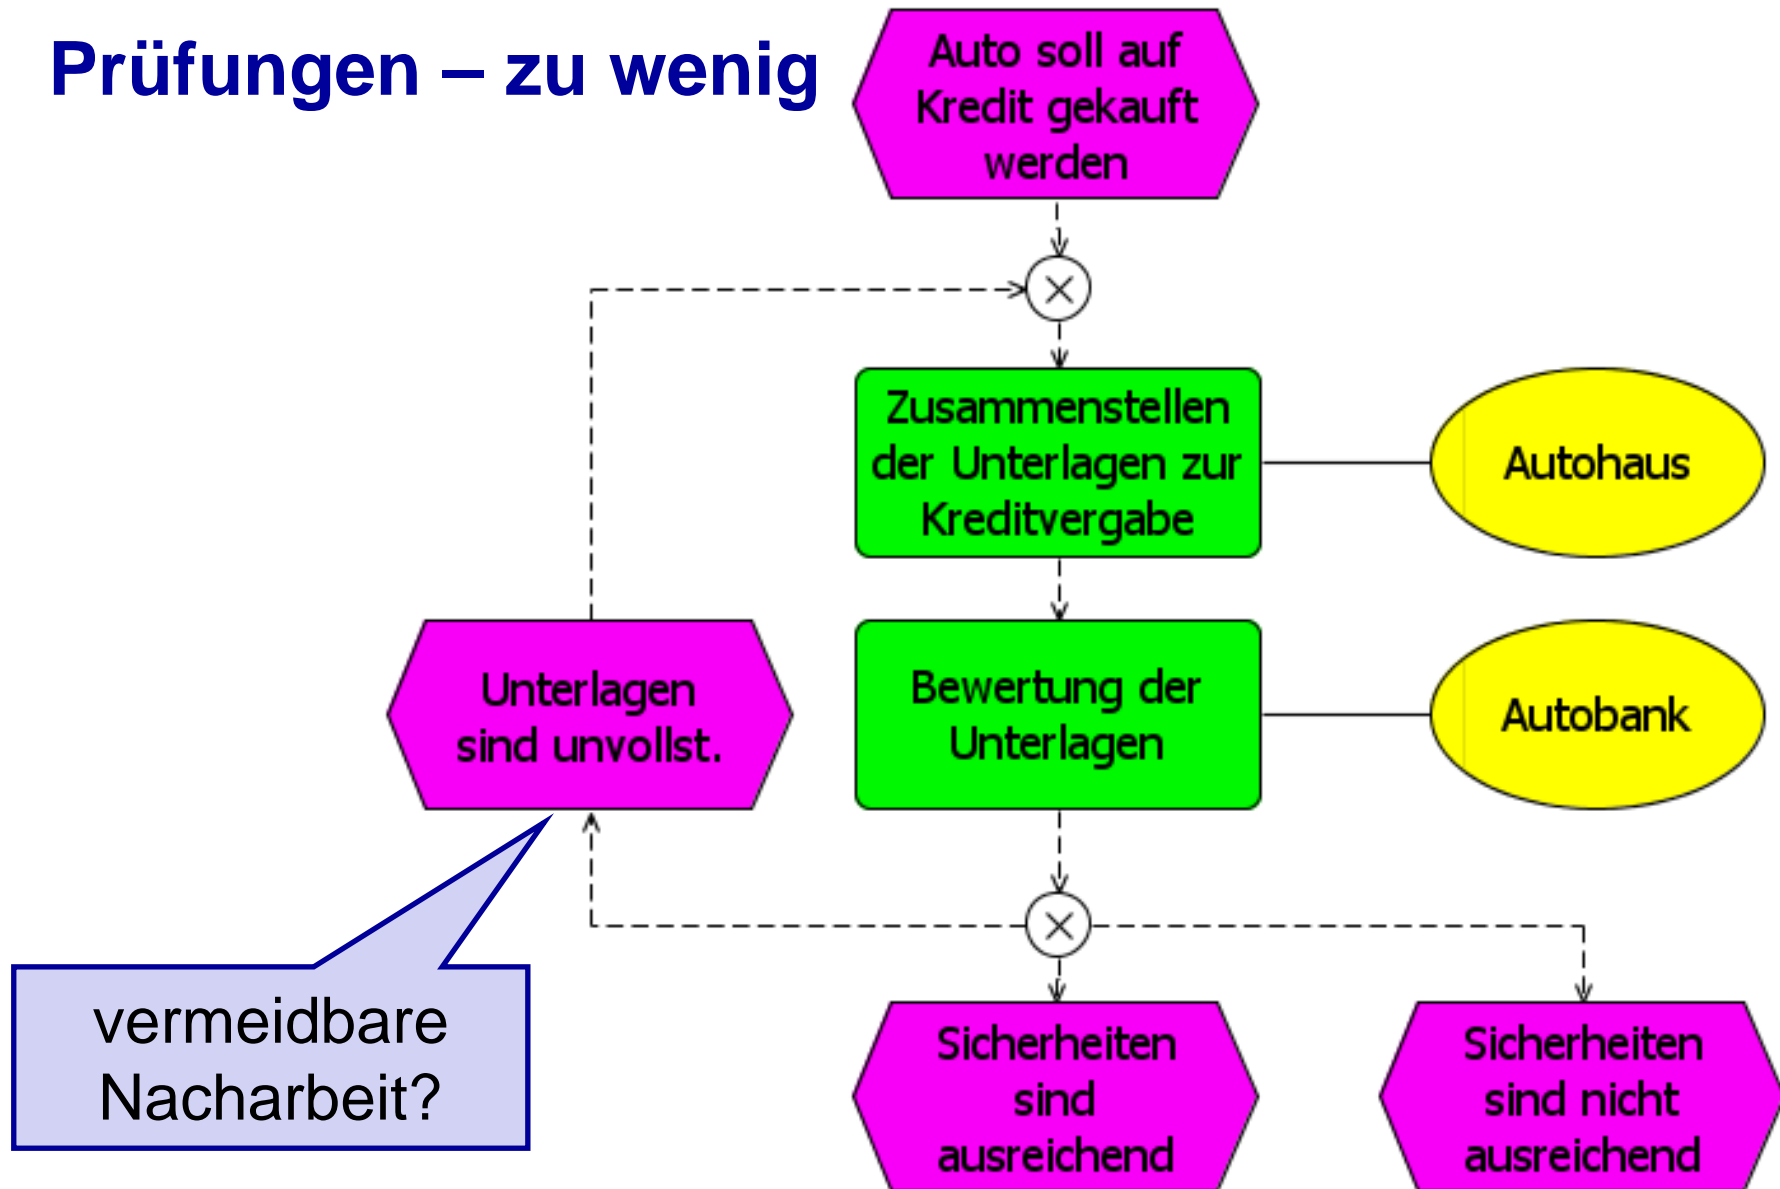 Prüfungen – zu wenig
Auto soll auf
Kredit gekauft
werden
Zusammenstellen
der Unterlagen zur
Kreditvergabe
Autohaus
Unterlagen
sind unvollst.
Bewertung der
Unterlagen
Autobank
vermeidbare
Nacharbeit?
Sicherheiten
sind
ausreichend
Sicherheiten
sind nicht
ausreichend